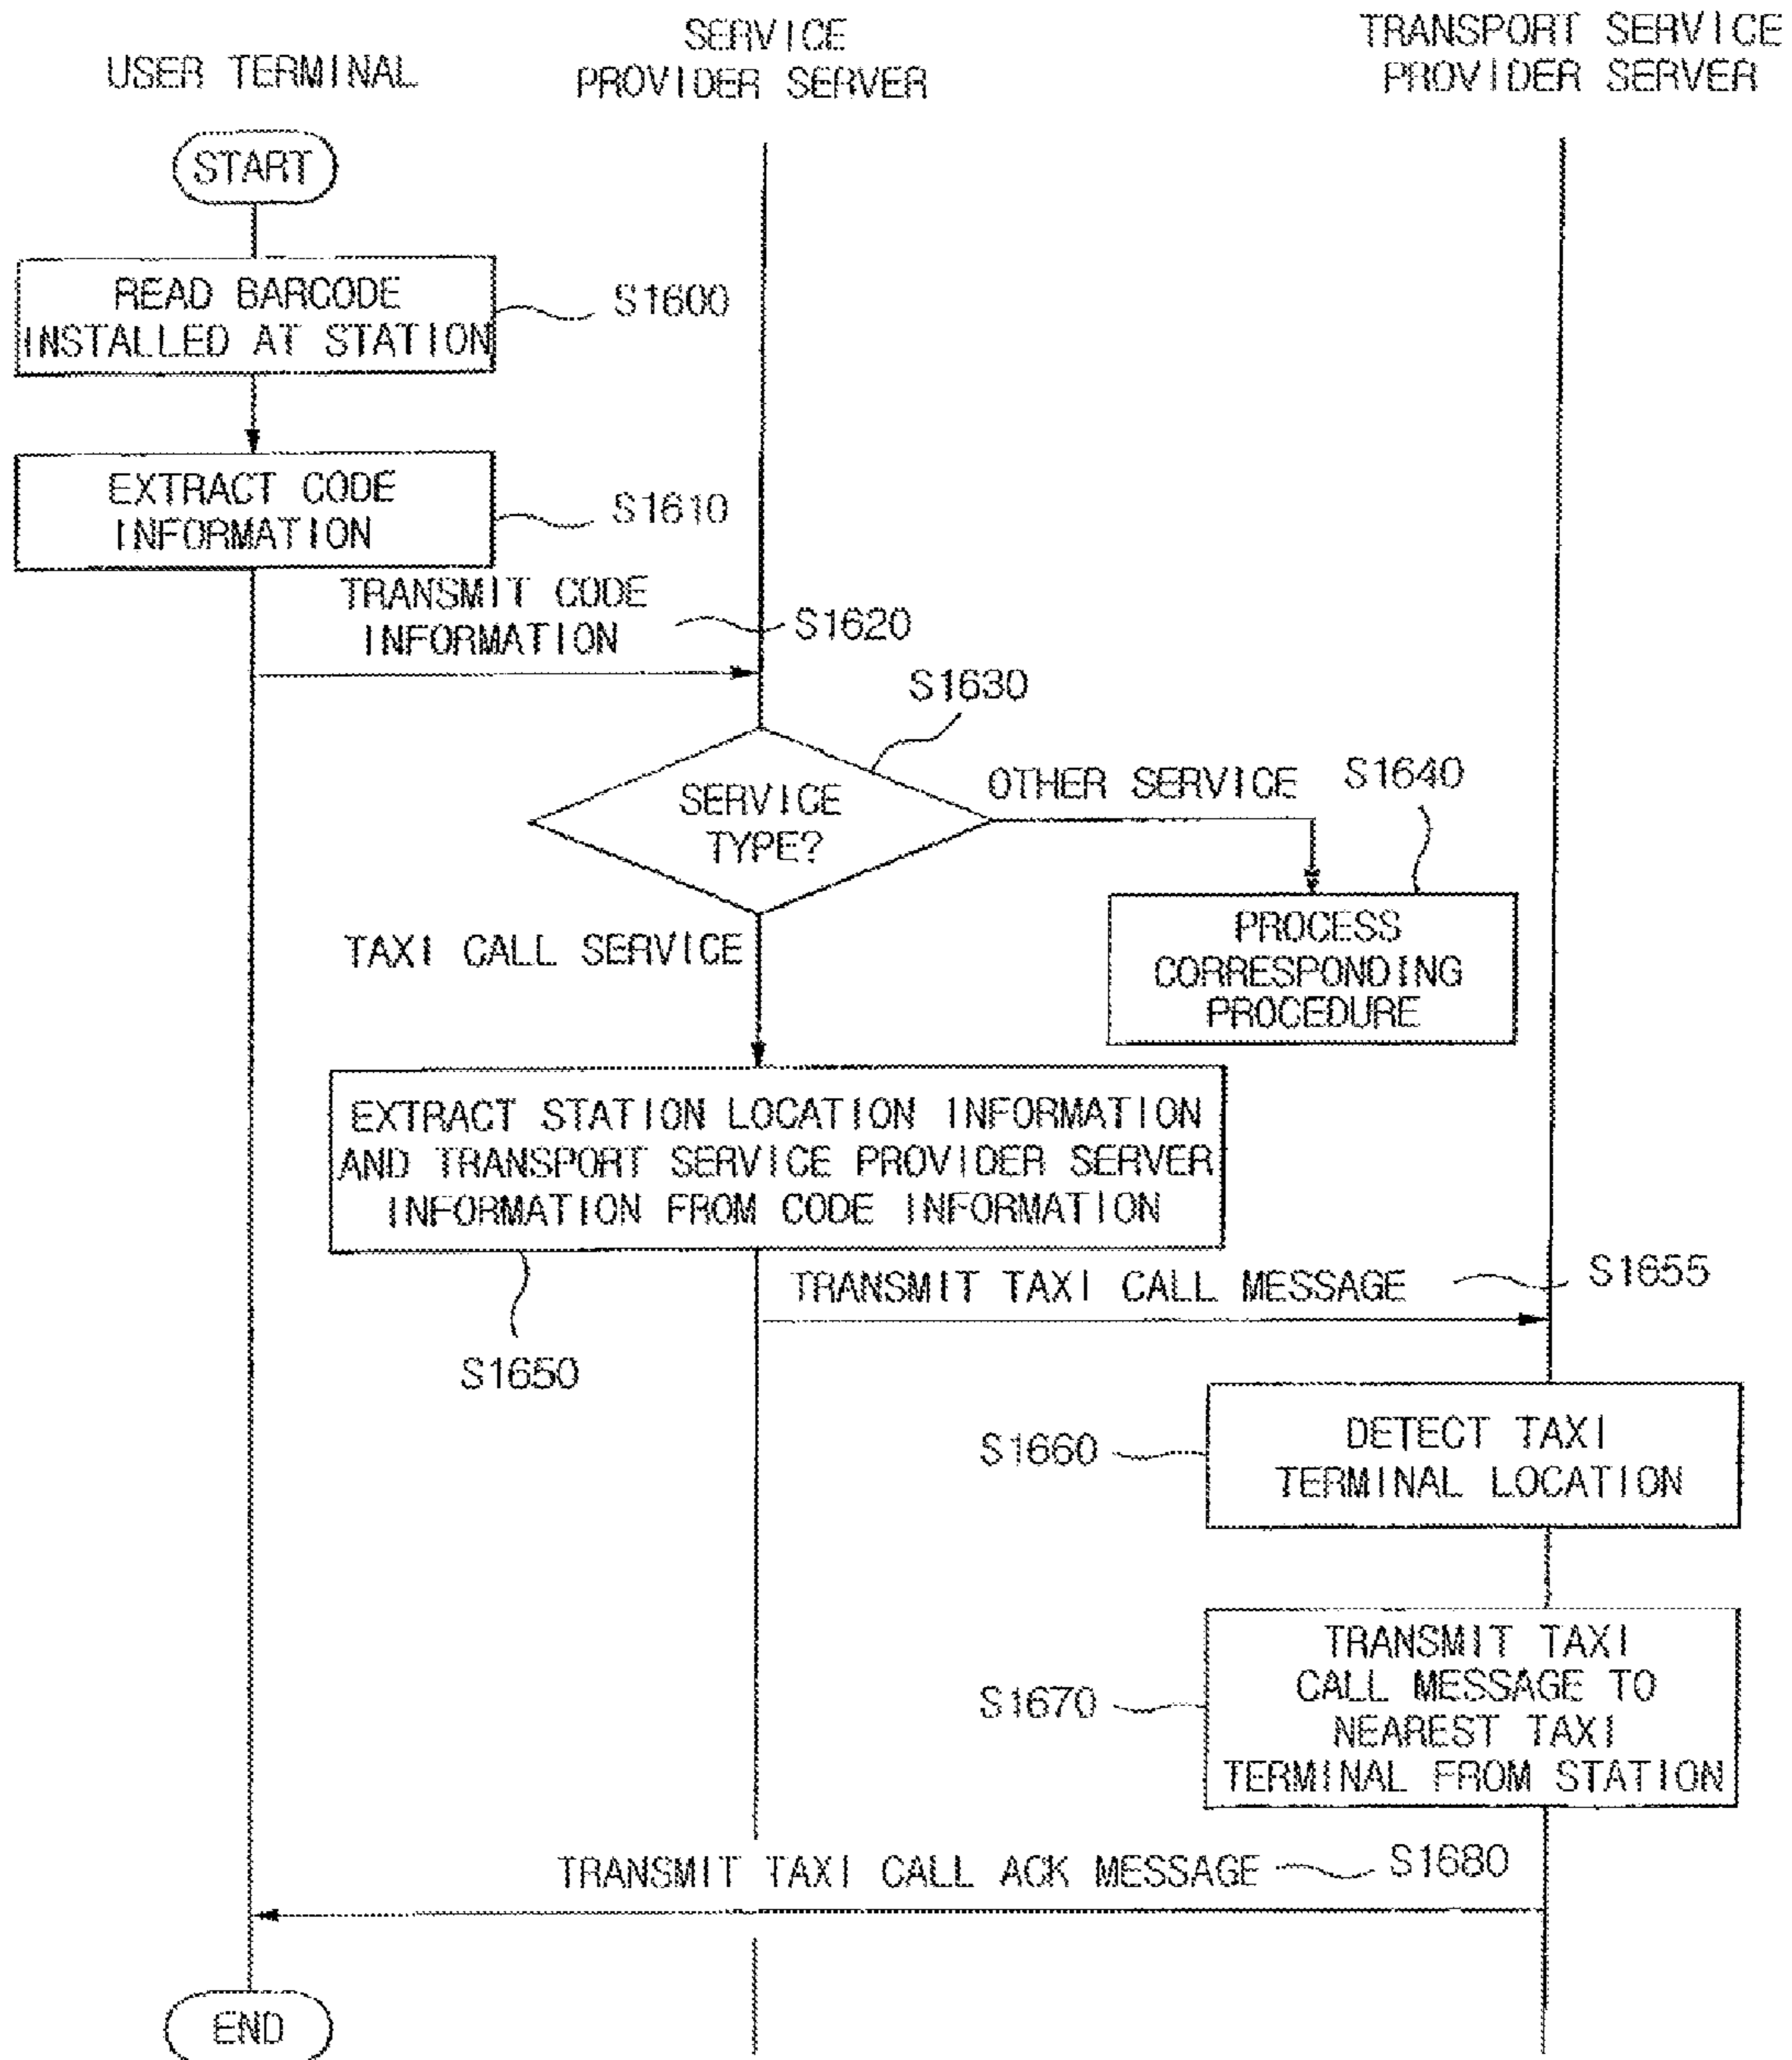 USER TERMINAL
SERVICE
PROVIDER SERVER
TRANSPORT SERVICE
PROVIDER SERVER
START
READ BARCODE
INSTALLED AT STATION
S1600
EXTRACT CODE
INFORMATION
S1610
TRANSMIT CODE
INFORMATION
S1620
S1630
SERVICE
TYPE?
OTHER SERVICE
S1640
PROCESS
CORRESPONDING
PROCEDURE
TAXI CALL SERVICE
EXTRACT STATION LOCATION INFORMATION
AND TRANSPORT SERVICE PROVIDER SERVER
INFORMATION FROM CODE INFORMATION
S1650
TRANSMIT TAXI CALL MESSAGE
S1655
S1660
DETECT TAXI
TERMINAL LOCATION
S1670
TRANSMIT TAXI
CALL MESSAGE TO
NEAREST TAXI
TERMINAL FROM STATION
TRANSMIT TAXI CALL ACK MESSAGE
S1680
END